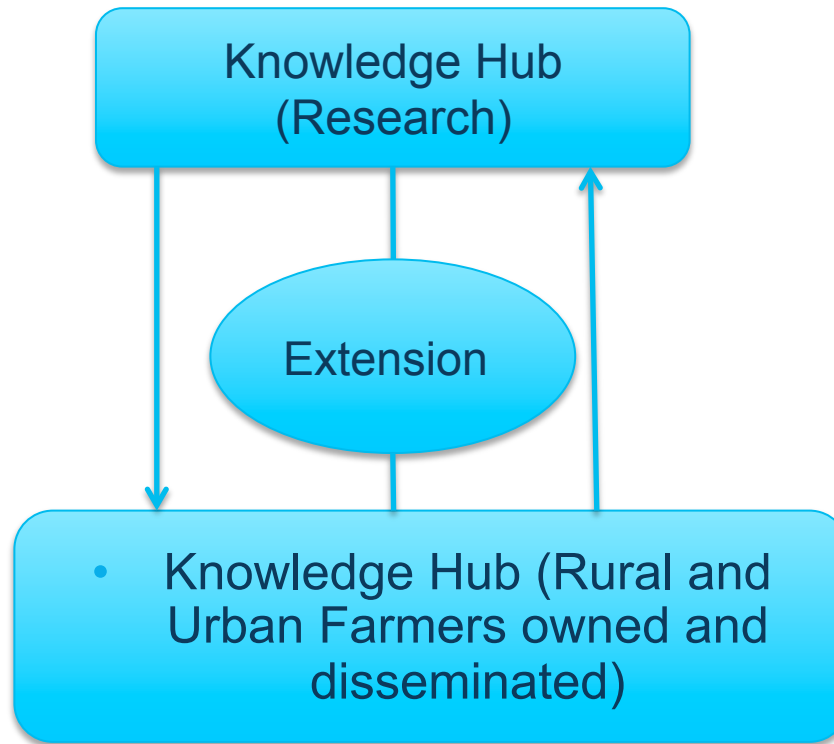 Knowledge Hub
(Research)
Extension
• Knowledge Hub (Rural and
Urban Farmers owned and
disseminated)